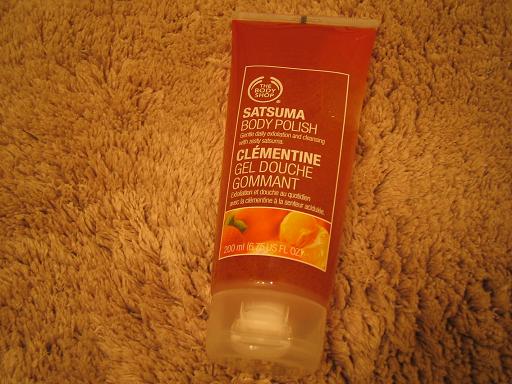 THE
BODY
SHOP
®
SATSUMA
BODY POLISH
Gentle daily exfoliation and cleansing
with zesty satsuma.
CLÉMENTINE
GEL DOUCHE
GOMMANT
Exfoliation et douche au quotidien
avec la clémentine à la senteur acidulée.
200 ml (6.75 US FL OZ)